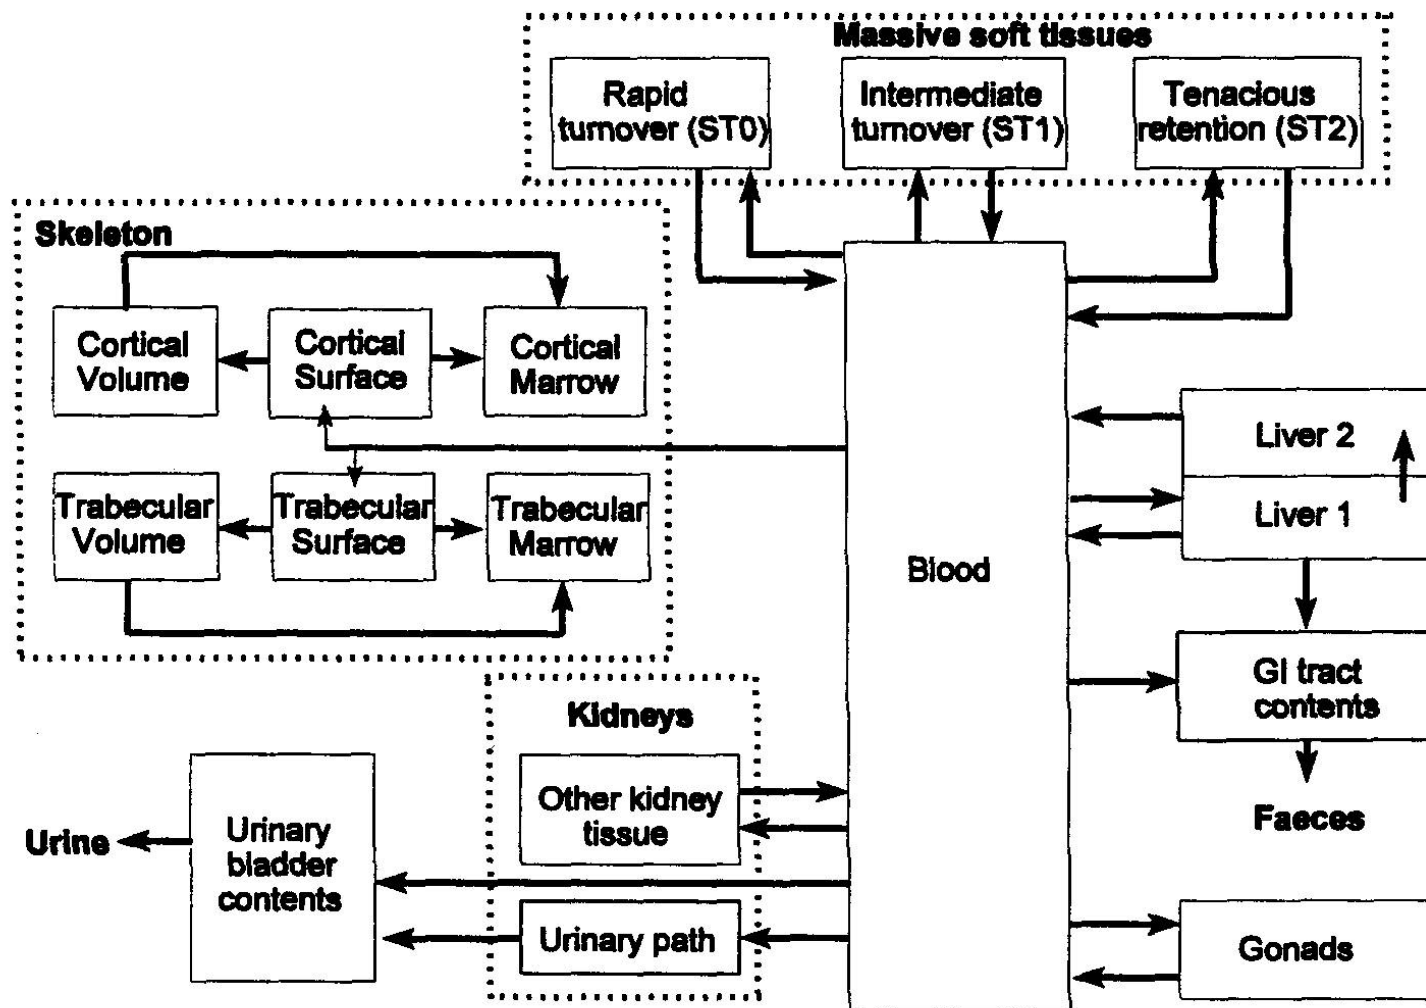 Massive soft tissues
Rapid
turnover (ST0)
Intermediate
turnover (ST1)
Tenacious
retention (ST2)
Skeleton
Cortical
Volume
Cortical
Surface
Cortical
Marrow
Trabecular
Volume
Trabecular
Surface
Trabecular
Marrow
Blood
Liver 2
Liver 1
GI tract
contents
Faeces
Kidneys
Other kidney
tissue
Urinary path
Urinary
bladder
contents
Urine
Gonads